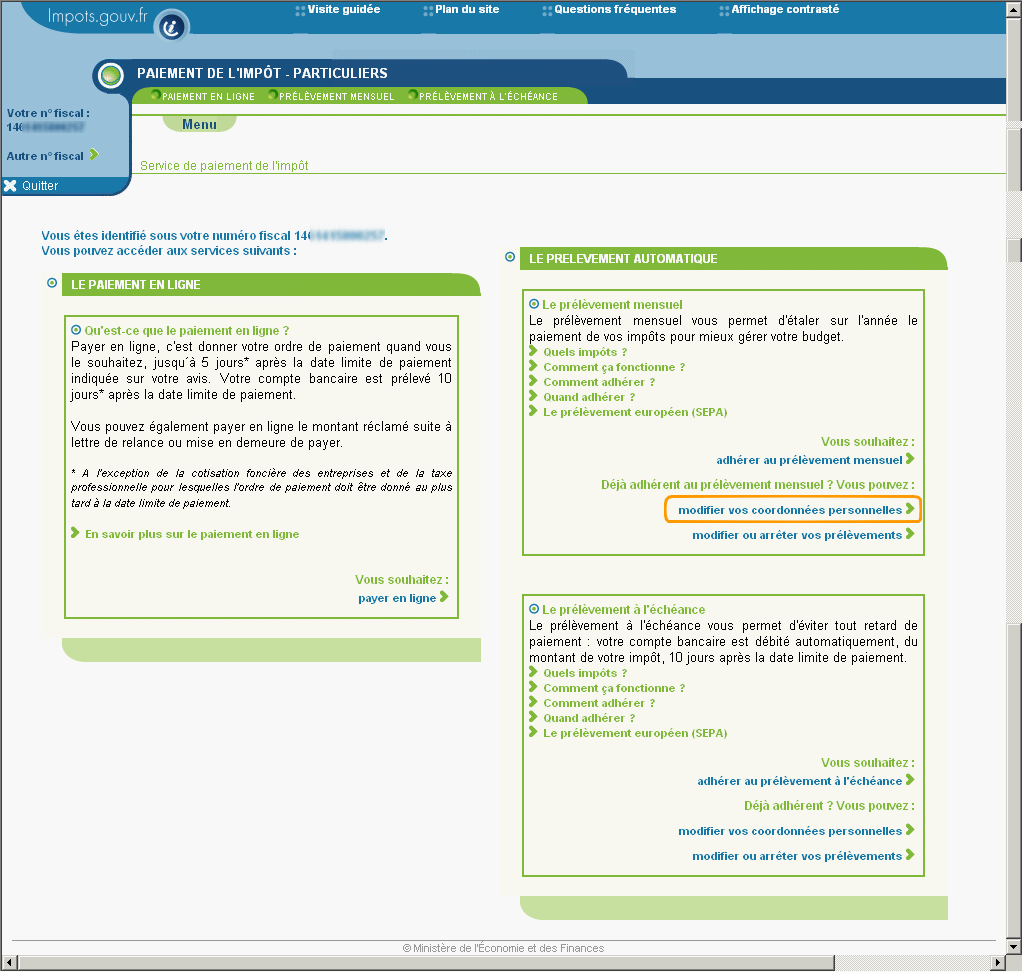 Impots.gouv.fr
Visite guidée
Plan du site
Questions fréquentes
Affichage contrasté
PAIEMENT DE L'IMPÔT - PARTICULIERS
PAIEMENT EN LIGNE
PRÉLÈVEMENT MENSUEL
PRÉLÈVEMENT À L'ÉCHÉANCE
Votre n° fiscal :
Autre n° fiscal
Quitter
Menu
Service de paiement de l'impôt
Vous êtes identifié sous votre numéro fiscal
Vous pouvez accéder aux services suivants :
LE PAIEMENT EN LIGNE
Qu'est-ce que le paiement en ligne ?
Payer en ligne, c'est donner votre ordre de paiement quand vous
le souhaitez, jusqu´à 5 jours* après la date limite de paiement
indiquée sur votre avis. Votre compte bancaire est prélevé 10
jours* après la date limite de paiement.
Vous pouvez également payer en ligne le montant réclamé suite à
lettre de relance ou mise en demeure de payer.
* A l'exception de la cotisation foncière des entreprises et de la taxe
professionnelle pour lesquelles l'ordre de paiement doit être donné au plus
tard à la date limite de paiement.
En savoir plus sur le paiement en ligne
Vous souhaitez :
payer en ligne
LE PRELEVEMENT AUTOMATIQUE
Le prélèvement mensuel
Le prélèvement mensuel vous permet d'étaler sur l'année le
paiement de vos impôts pour mieux gérer votre budget.
Quels impôts ?
Comment ça fonctionne ?
Comment adhérer ?
Quand adhérer ?
Le prélèvement européen (SEPA)
Vous souhaitez :
adhérer au prélèvement mensuel
Déjà adhérent au prélèvement mensuel ? Vous pouvez :
modifier vos coordonnées personnelles
modifier ou arrêter vos prélèvements
Le prélèvement à l'échéance
Le prélèvement à l'échéance vous permet d'éviter tout retard de
paiement : votre compte bancaire est débité automatiquement, du
montant de votre impôt, 10 jours après la date limite de paiement.
Quels impôts ?
Comment ça fonctionne ?
Comment adhérer ?
Quand adhérer ?
Le prélèvement européen (SEPA)
Vous souhaitez :
adhérer au prélèvement à l'échéance
Déjà adhérent ? Vous pouvez :
modifier vos coordonnées personnelles
modifier ou arrêter vos prélèvements
© Ministère de l'Économie et des Finances